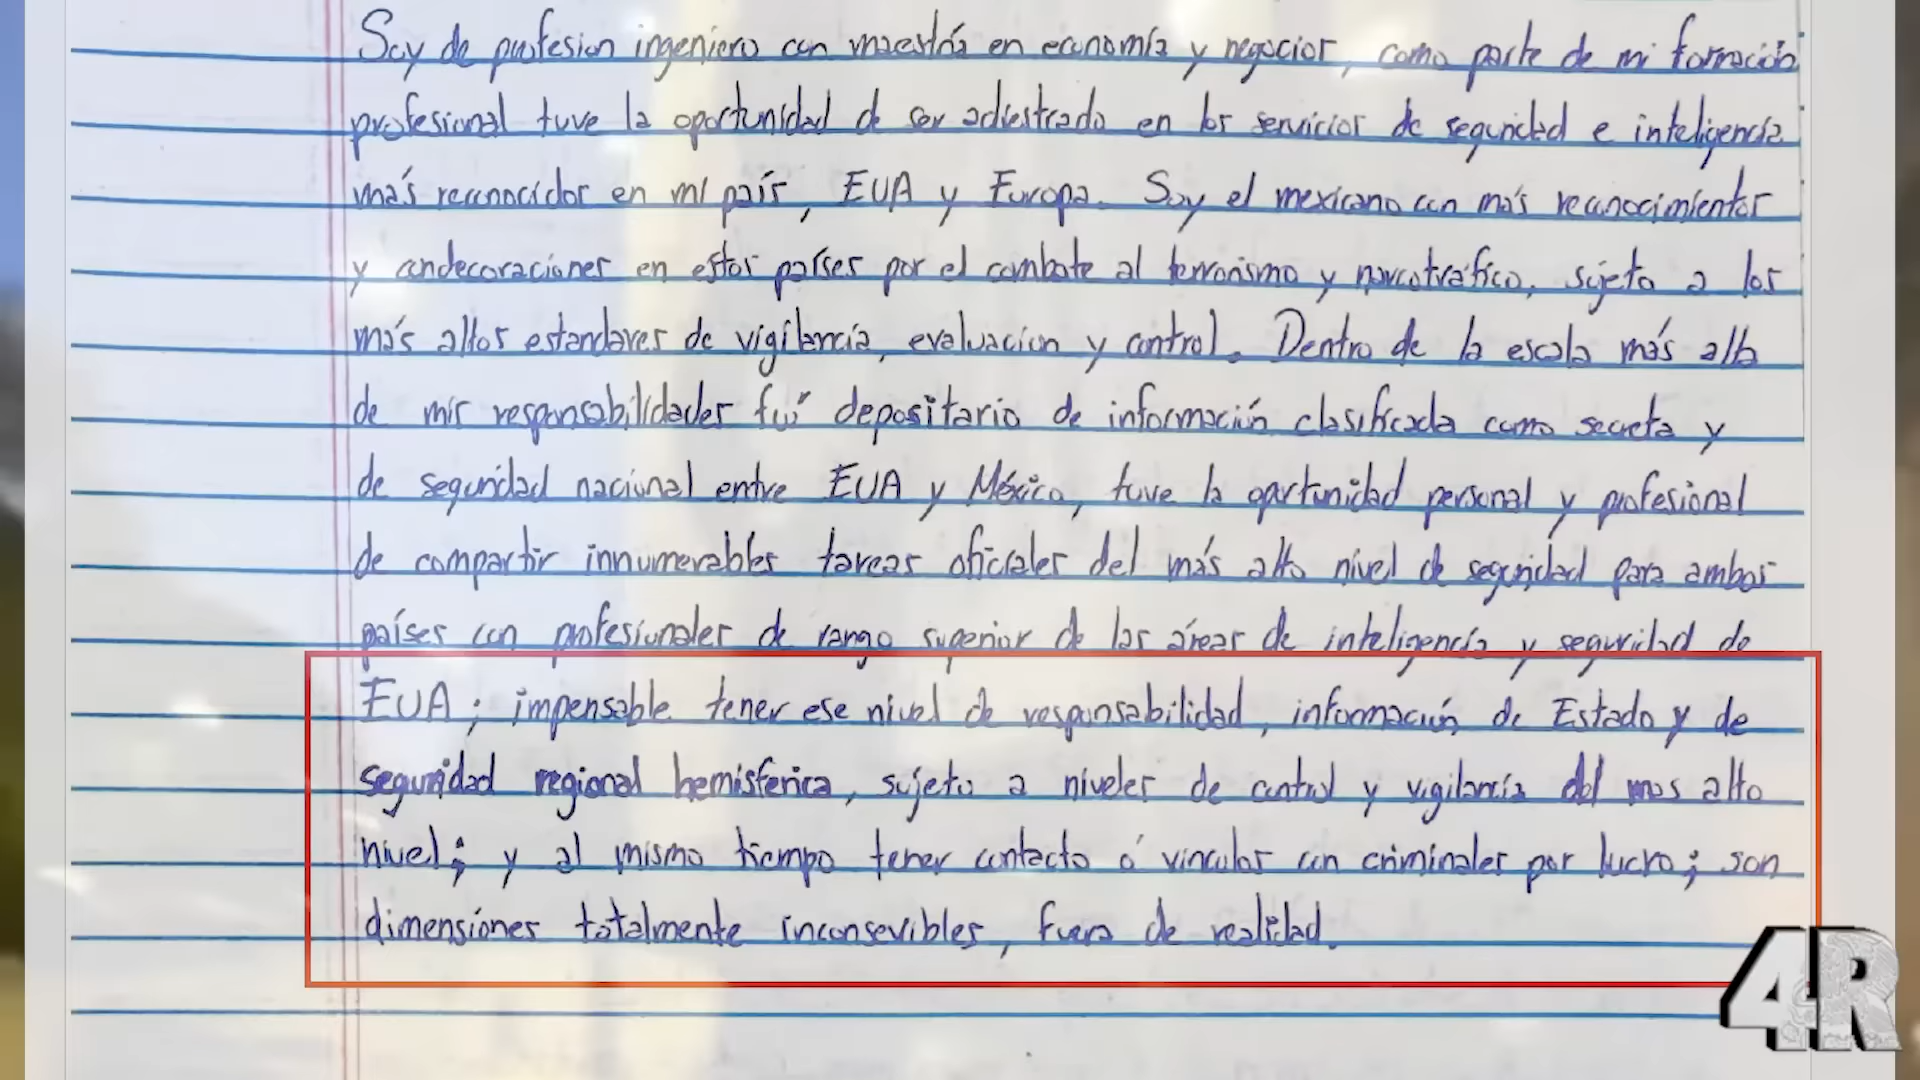 Soy de profesion ingeniero con maestría en economía y negocios, como parte de mi formación
profesional tuve la oportunidad de ser adiestrado en los servicios de seguridad e inteligencia
más reconocidos en mi país, EUA y Europa. Soy el mexicano con más reconocimientos
y condecoraciones en estos países por el combate al terrorismo y narcotráfico, sujeto a los
más altos estandares de vigilancia, evaluacion y control. Dentro de la escala más alta
de mis responsabilidades fuí depositario de información clasificada como secreta y
de seguridad nacional entre EUA y México, tuve la oportunidad personal y profesional
de compartir innumerables tareas oficiales del más alto nivel de seguridad para ambos
países con profesionales de rango superior de las áreas de inteligencia y seguridad de
EUA; impensable tener ese nivel de responsabilidad, información de Estado y de
seguridad regional hemisferica, sujeto a niveles de control y vigilancia del mas alto
nivel; y al mismo tiempo tener contacto ó vinculos con criminales por lucro; son
dimensiones totalmente inconsevibles, fuera de realidad.
4R